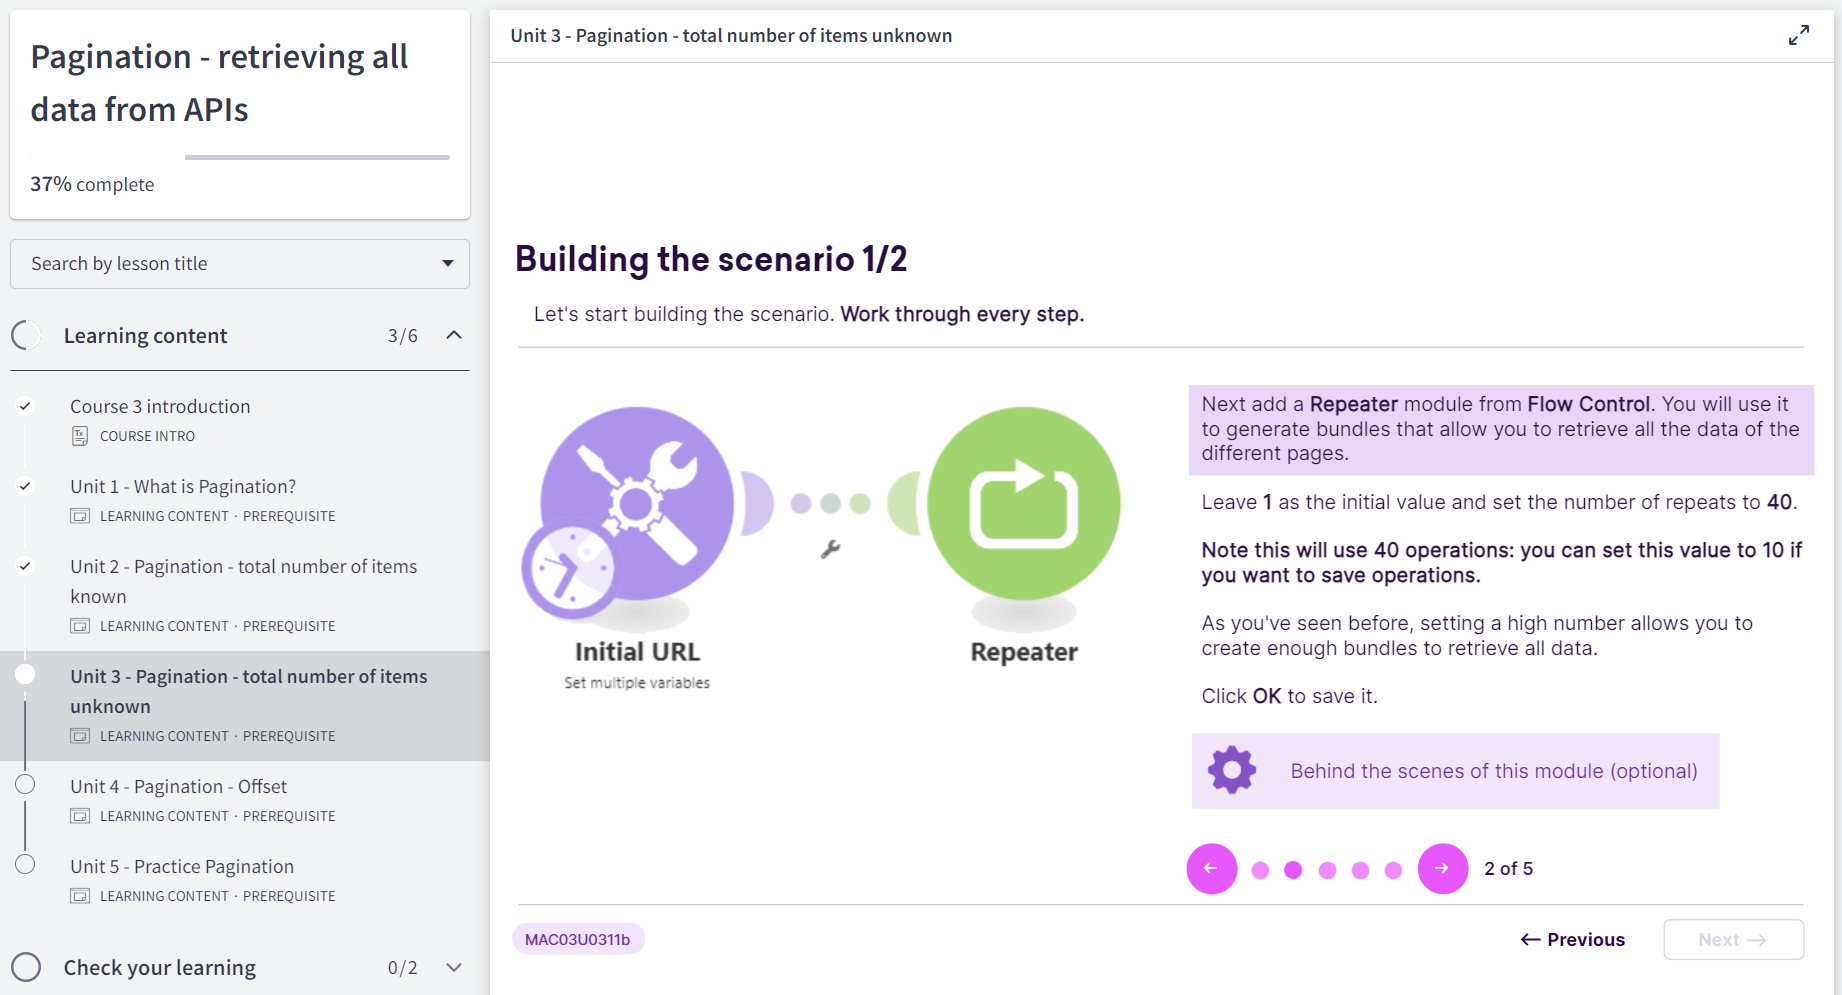 Pagination - retrieving all
data from APIs
37% complete
Search by lesson title
Learning content 3/6
Course 3 introduction
COURSE INTRO
Unit 1 - What is Pagination?
LEARNING CONTENT · PREREQUISITE
Unit 2 - Pagination - total number of items
known
LEARNING CONTENT · PREREQUISITE
Unit 3 - Pagination - total number of items
unknown
LEARNING CONTENT · PREREQUISITE
Unit 4 - Pagination - Offset
LEARNING CONTENT · PREREQUISITE
Unit 5 - Practice Pagination
LEARNING CONTENT · PREREQUISITE
Check your learning 0/2
Unit 3 - Pagination - total number of items unknown
Building the scenario 1/2
Let's start building the scenario. Work through every step.
Initial URL
Set multiple variables
Repeater
Next add a Repeater module from Flow Control. You will use it
to generate bundles that allow you to retrieve all the data of the
different pages.
Leave 1 as the initial value and set the number of repeats to 40.
Note this will use 40 operations: you can set this value to 10 if
you want to save operations.
As you've seen before, setting a high number allows you to
create enough bundles to retrieve all data.
Click OK to save it.
Behind the scenes of this module (optional)
2 of 5
MAC03U0311b
← Previous
Next →